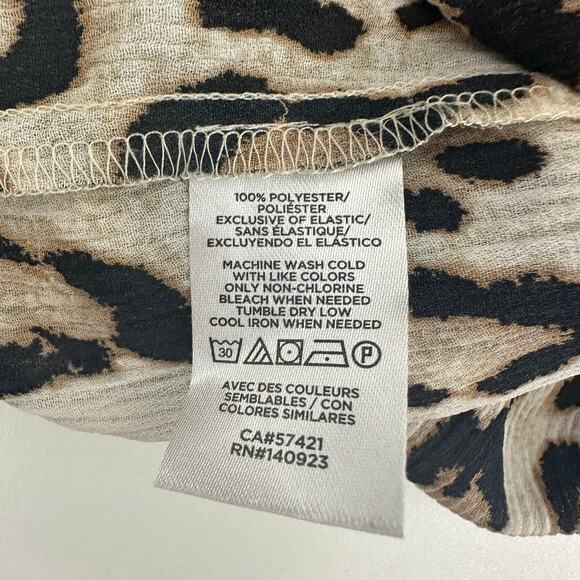 100% POLYESTER/
POLIÉSTER
EXCLUSIVE OF ELASTIC/
SANS ÉLASTIQUE/
EXCLUYENDO EL ELÁSTICO
MACHINE WASH COLD
WITH LIKE COLORS
ONLY NON-CHLORINE
BLEACH WHEN NEEDED
TUMBLE DRY LOW
COOL IRON WHEN NEEDED
30 P
AVEC DES COULEURS
SEMBLABLES / CON
COLORES SIMILARES
CA#57421
RN#140923